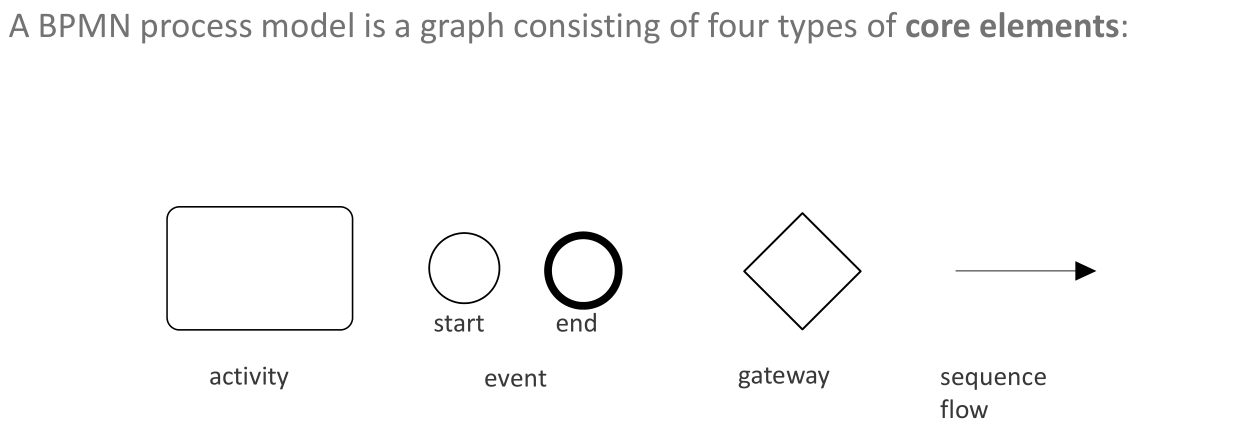 A BPMN process model is a graph consisting of four types of core elements:
start
end
activity
event
gateway
sequence
flow